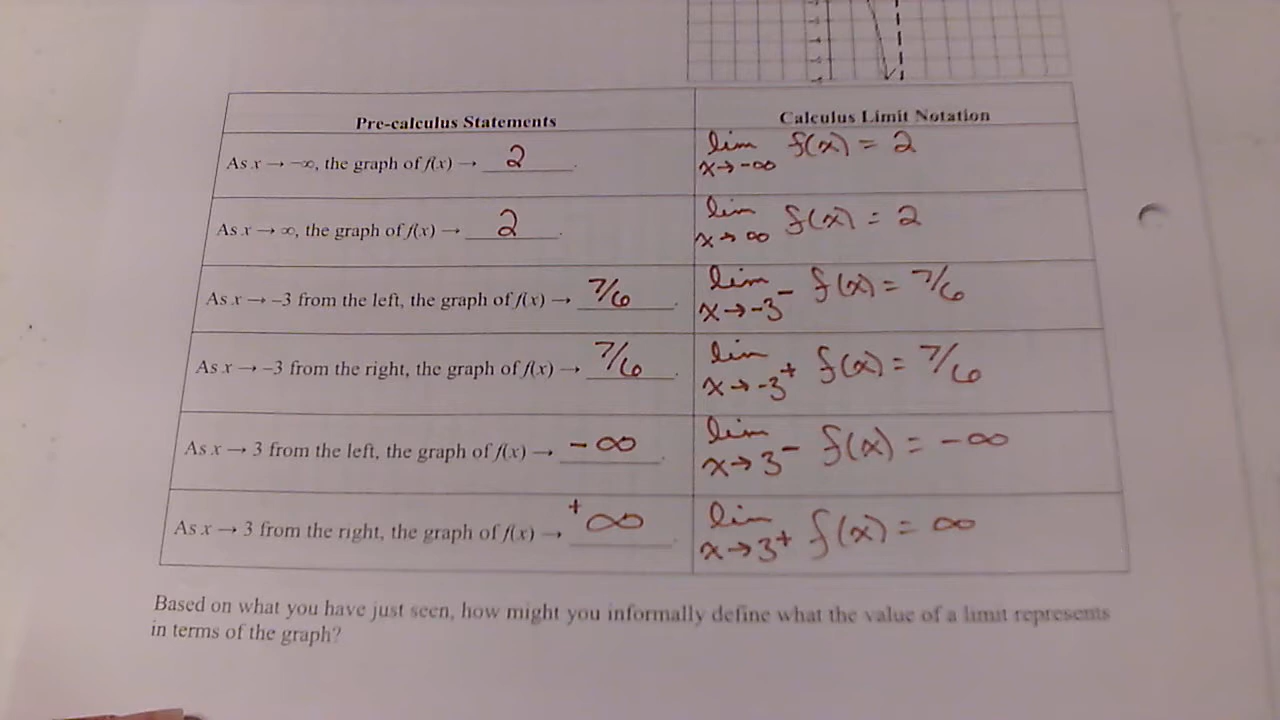 Pre-calculus Statements
Calculus Limit Notation
As x → −∞, the graph of f(x) → 2.
lim x→-∞ f(x) = 2
As x → ∞, the graph of f(x) → 2.
lim x→∞ f(x) = 2
As x → –3 from the left, the graph of f(x) → 7/6.
lim x→-3⁻ f(x) = 7/6
As x → –3 from the right, the graph of f(x) → 7/6.
lim x→-3⁺ f(x) = 7/6
As x → 3 from the left, the graph of f(x) → -∞.
lim x→3⁻ f(x) = -∞
As x → 3 from the right, the graph of f(x) → +∞.
lim x→3⁺ f(x) = ∞
Based on what you have just seen, how might you informally define what the value of a limit represents
in terms of the graph?